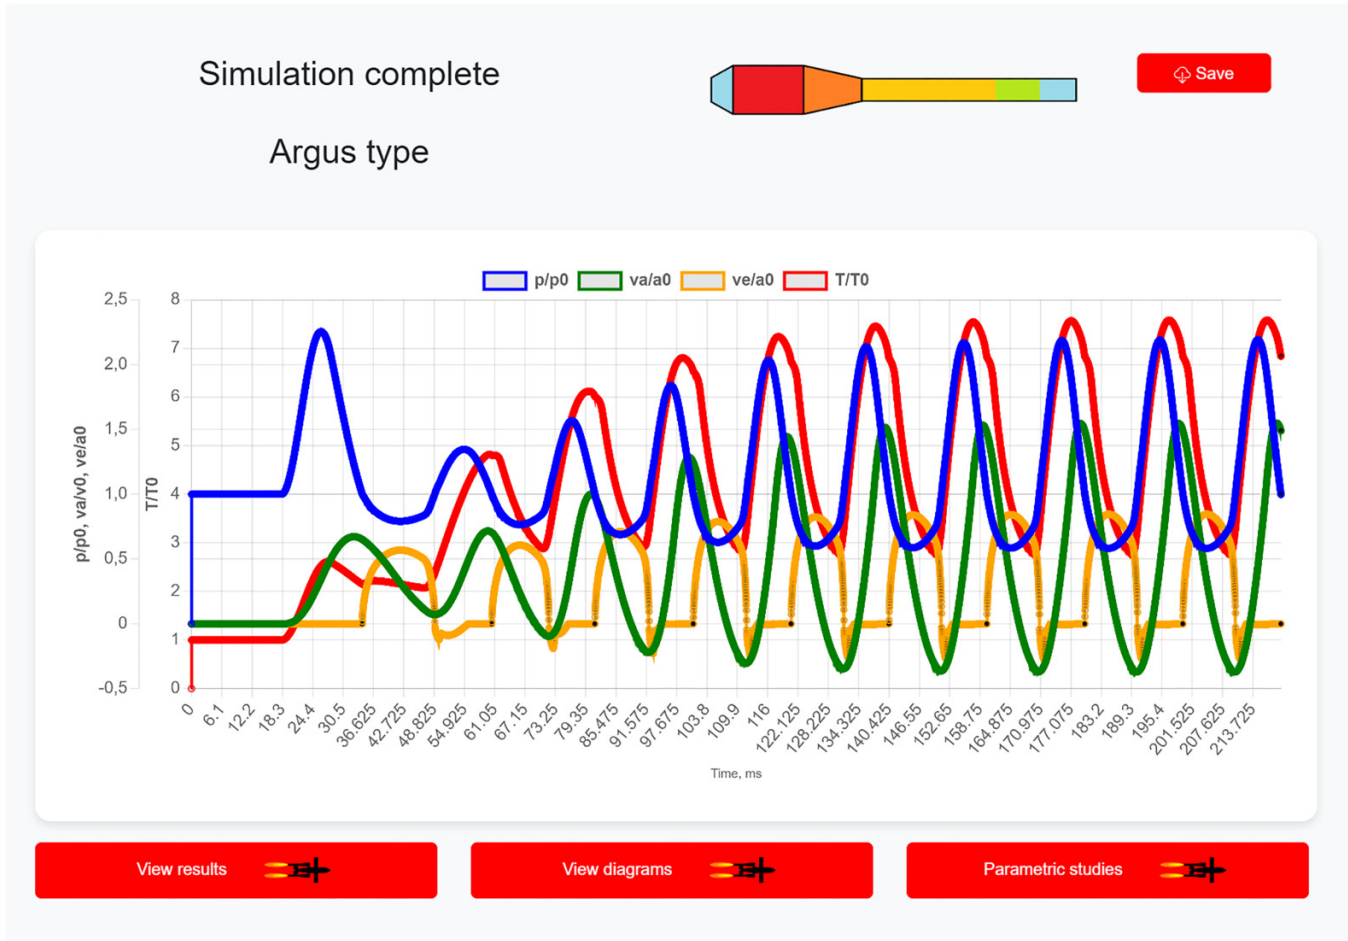 Simulation complete
Save
Argus type
p/p0 va/a0 ve/a0 T/T0
2,5
2,0
1,5
1,0
0,5
0
-0,5
p/p0, va/v0, ve/a0
8
7
6
5
4
3
2
1
0
T/T0
0 6.1 12.2 18.3 24.4 30.5 36.625 42.725 48.825 54.925 61.05 67.15 73.25 79.35 85.475 91.575 97.675 103.8 109.9 116 122.125 128.225 134.325 140.425 146.55 152.65 158.75 164.875 170.975 177.075 183.2 189.3 195.4 201.525 207.625 213.725
Time, ms
View results
View diagrams
Parametric studies